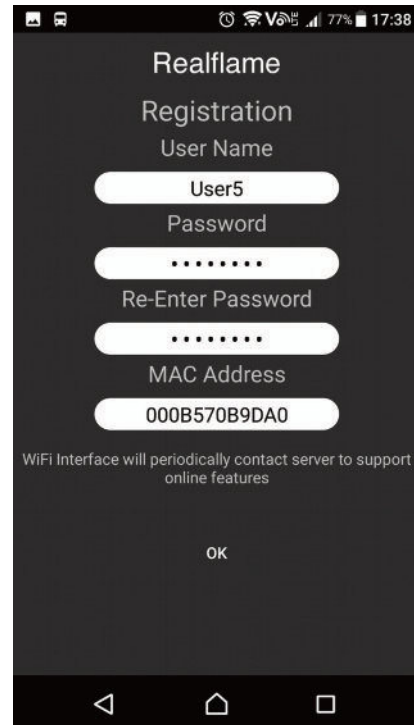 VoLTE 77% 17:38
Realflame
Registration
User Name
User5
Password
••••••••
Re-Enter Password
••••••••
MAC Address
000B570B9DA0
WiFi Interface will periodically contact server to support
online features
OK